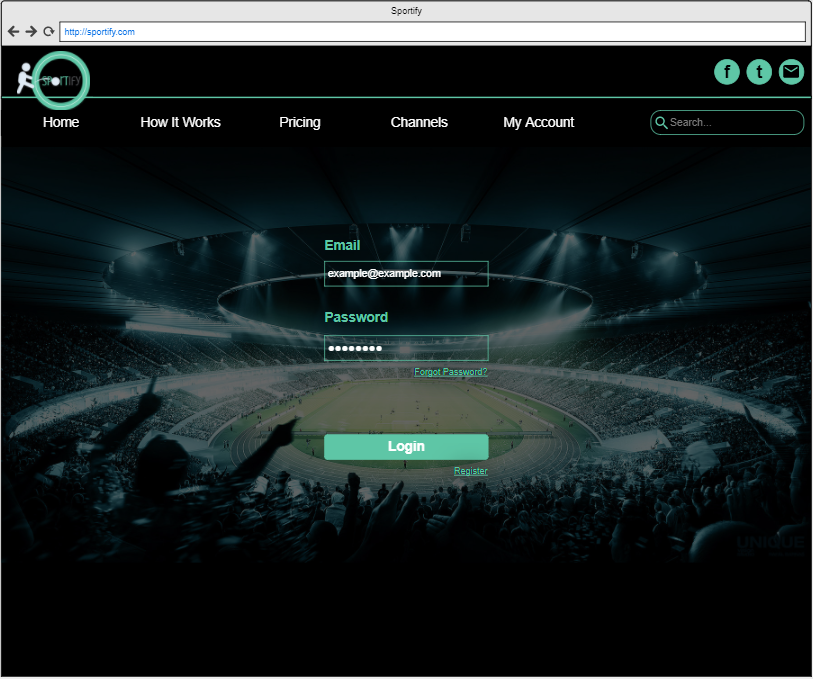 Sportify
http://sportify.com
SPORTIFY
f
t
Home
How It Works
Pricing
Channels
My Account
Search...
Email
example@example.com
Password
Forgot Password?
Login
Register
UNIQUE